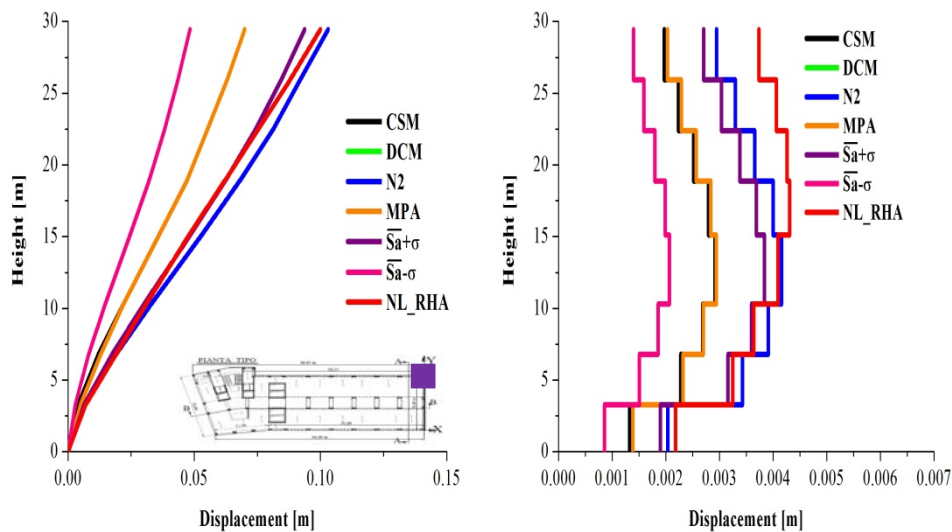 30
25
20
15
10
5
0
Height [m]
CSM
DCM
N2
MPA
Sa+σ
Sa-σ
NL_RHA
PIANTA TIPO
A
Y
B
B
X
A
0.00
0.05
0.10
0.15
Displacement [m]
30
25
20
15
10
5
0
Height [m]
CSM
DCM
N2
MPA
S̅a̅+σ
S̅a̅-σ
NL_RHA
0.000
0.001
0.002
0.003
0.004
0.005
0.006
0.007
Displacement [m]